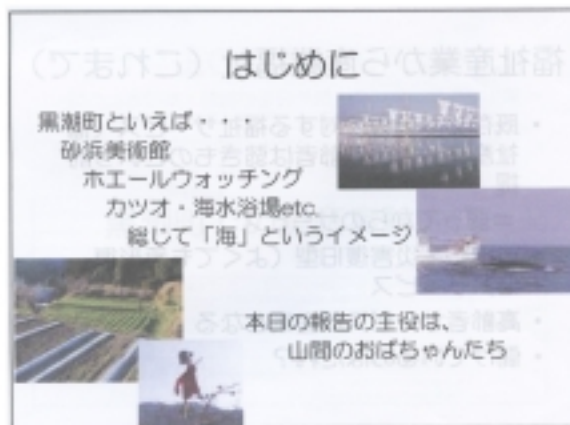 はじめに
黒潮町といえば・・・
砂浜美術館
ホエールウォッチング
カツオ・海水浴場etc.
総じて「海」というイメージ
本日の報告の主役は、
山間のおばちゃんたち